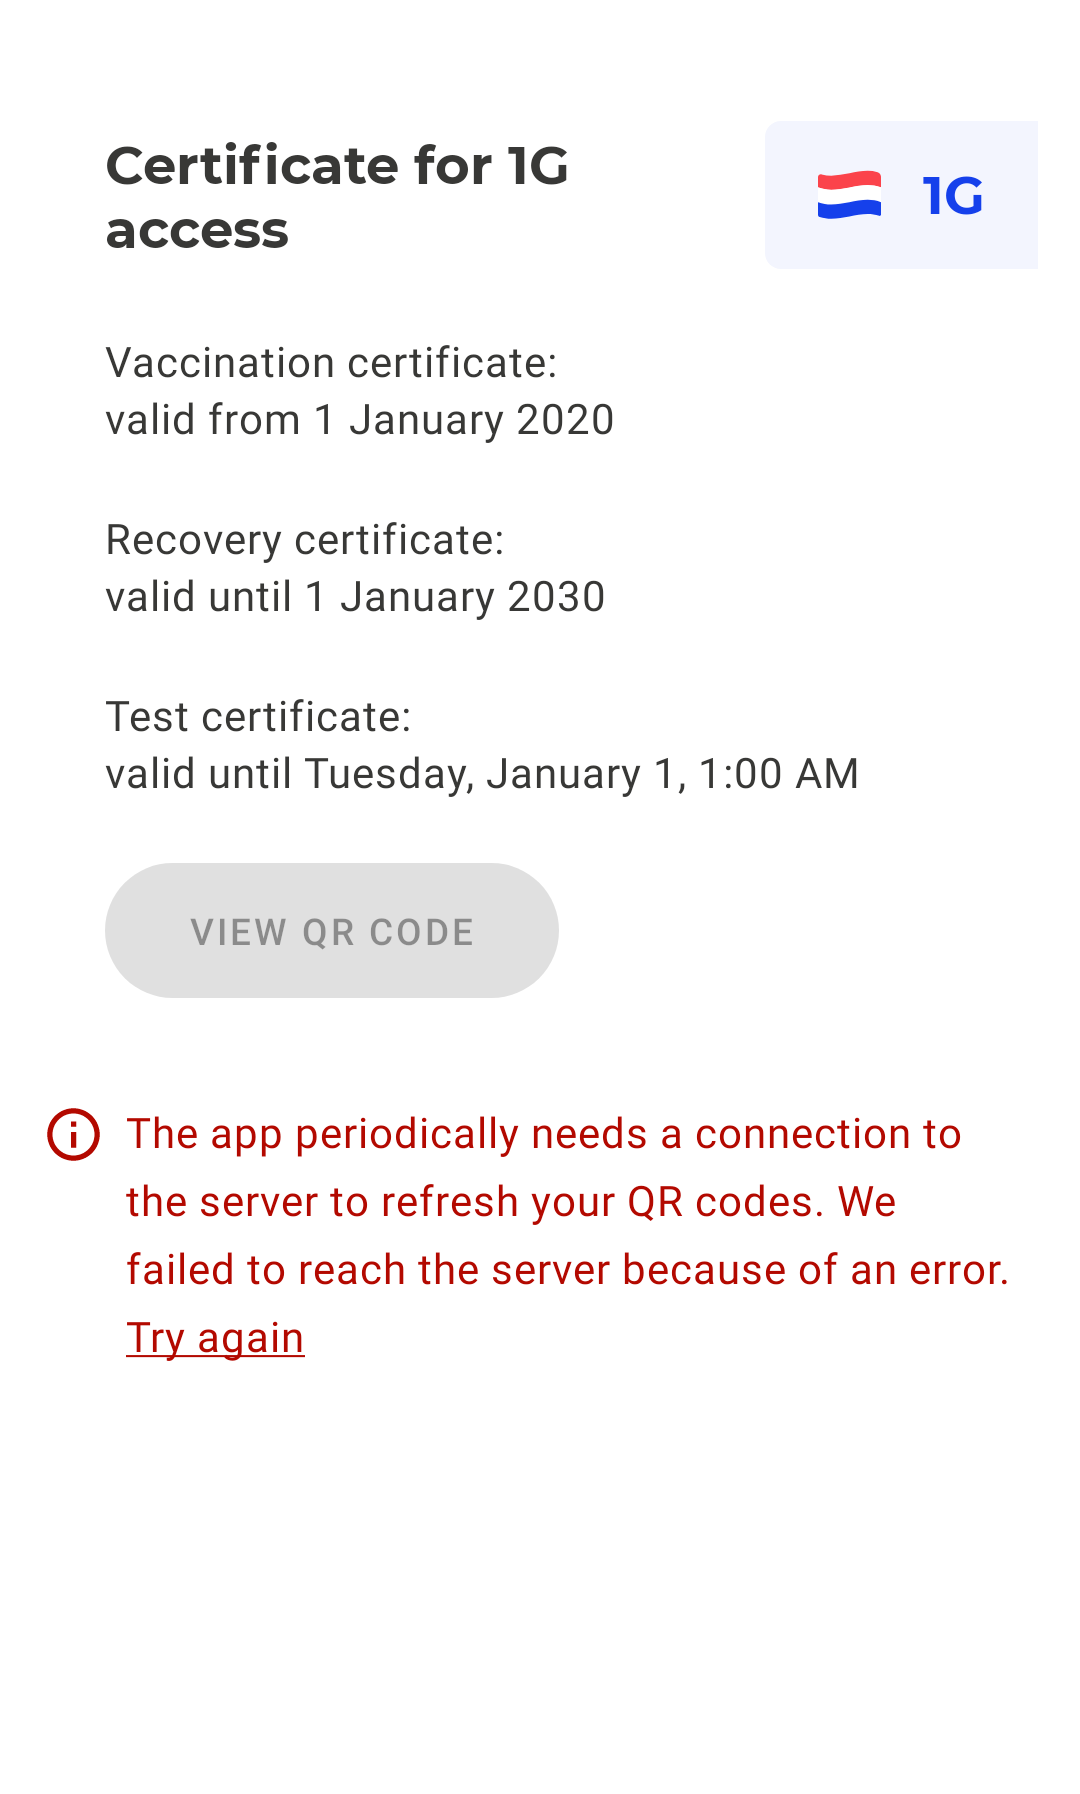 Certificate for 1G
access
1G
Vaccination certificate:
valid from 1 January 2020
Recovery certificate:
valid until 1 January 2030
Test certificate:
valid until Tuesday, January 1, 1:00 AM
VIEW QR CODE
The app periodically needs a connection to
the server to refresh your QR codes. We
failed to reach the server because of an error.
Try again